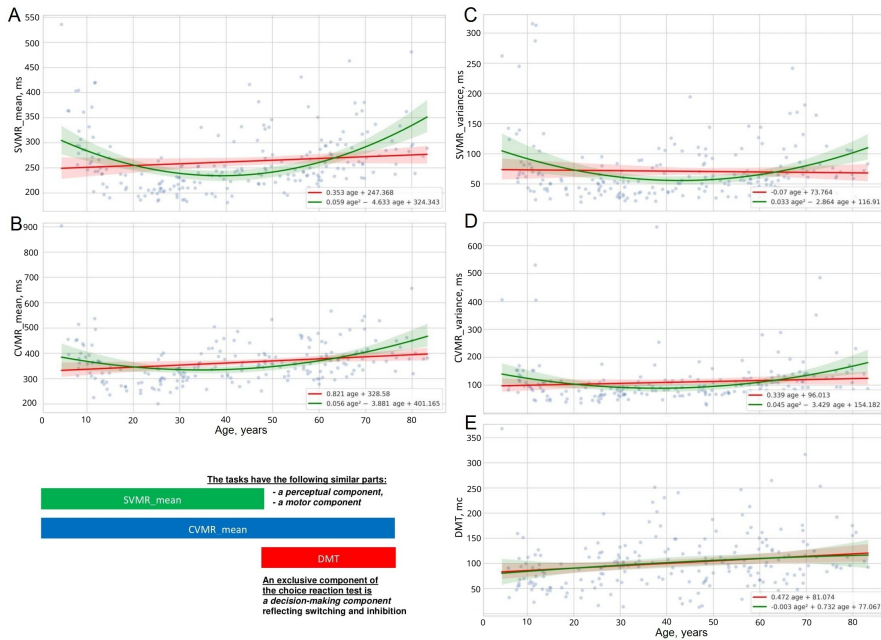 A
SVMR_mean, ms
550
500
450
400
350
300
250
200
0.353 age + 247.368
0.059 age² − 4.633 age + 324.343
B
CVMR_mean, ms
900
800
700
600
500
400
300
200
0.821 age + 328.58
0.056 age² − 3.881 age + 401.165
0 10 20 30 40 50 60 70 80
Age, years
The tasks have the following similar parts:
- a perceptual component,
- a motor component
SVMR_mean
CVMR_mean
DMT
An exclusive component of
the choice reaction test is
a decision-making component
reflecting switching and inhibition
C
SVMR_variance, ms
300
250
200
150
100
50
-0.07 age + 73.764
0.033 age² − 2.864 age + 116.91
D
CVMR_variance, ms
600
500
400
300
200
100
0.339 age + 96.013
0.045 age² − 3.429 age + 154.182
E
DMT, mc
350
300
250
200
150
100
50
0.472 age + 81.074
-0.003 age² + 0.732 age + 77.067
0 10 20 30 40 50 60 70 80
Age, years